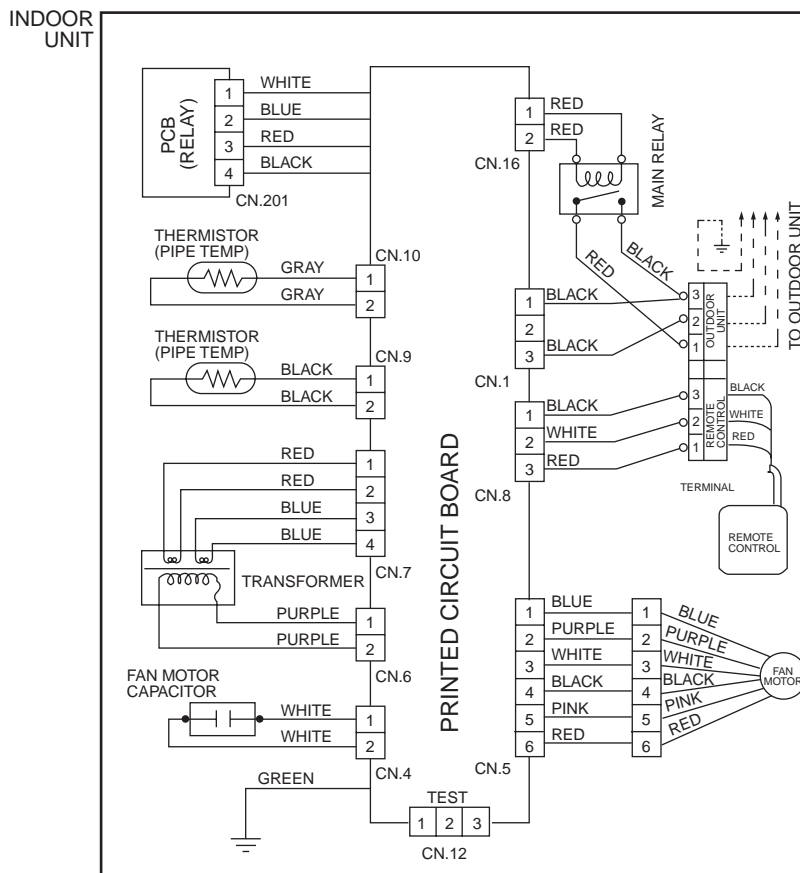 INDOOR
UNIT
PCB
(RELAY)
1
2
3
4
WHITE
BLUE
RED
BLACK
CN.201
THERMISTOR
(PIPE TEMP)
GRAY
GRAY
CN.10
1
2
THERMISTOR
(PIPE TEMP)
BLACK
BLACK
CN.9
1
2
RED
RED
BLUE
BLUE
1
2
3
4
CN.7
TRANSFORMER
PURPLE
PURPLE
1
2
CN.6
FAN MOTOR
CAPACITOR
WHITE
WHITE
1
2
CN.4
GREEN
TEST
1 2 3
CN.12
PRINTED CIRCUIT BOARD
1
2
RED
RED
CN.16
MAIN RELAY
RED
BLACK
1
2
3
BLACK
BLACK
CN.1
3
2
1
OUTDOOR
UNIT
TO OUTDOOR UNIT
1
2
3
BLACK
WHITE
RED
CN.8
3
2
1
REMOTE
CONTROL
BLACK
WHITE
RED
TERMINAL
REMOTE
CONTROL
1
2
3
4
5
6
BLUE
PURPLE
WHITE
BLACK
PINK
RED
CN.5
1
2
3
4
5
6
BLUE
PURPLE
WHITE
BLACK
PINK
RED
FAN
MOTOR